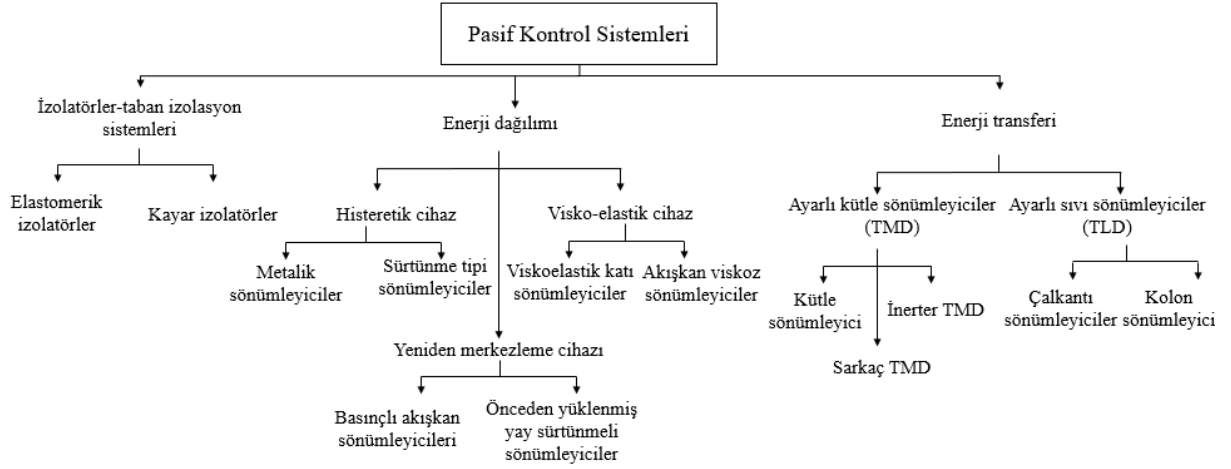 Pasif Kontrol Sistemleri
İzolatörler-taban izolasyon
sistemleri
Enerji dağılımı
Enerji transferi
Elastomerik
izolatörler
Kayar izolatörler
Histeretik cihaz
Visko-elastik cihaz
Ayarlı kütle sönümleyiciler
(TMD)
Ayarlı sıvı sönümleyiciler
(TLD)
Metalik
sönümleyiciler
Sürtünme tipi
sönümleyiciler
Viskoelastik katı
sönümleyiciler
Akışkan viskoz
sönümleyiciler
Kütle
sönümleyici
İnerter TMD
Çalkantı
sönümleyiciler
Kolon
sönümleyici
Yeniden merkezleme cihazı
Sarkaç TMD
Basınçlı akışkan
sönümleyicileri
Önceden yüklenmiş
yay sürtünmeli
sönümleyiciler